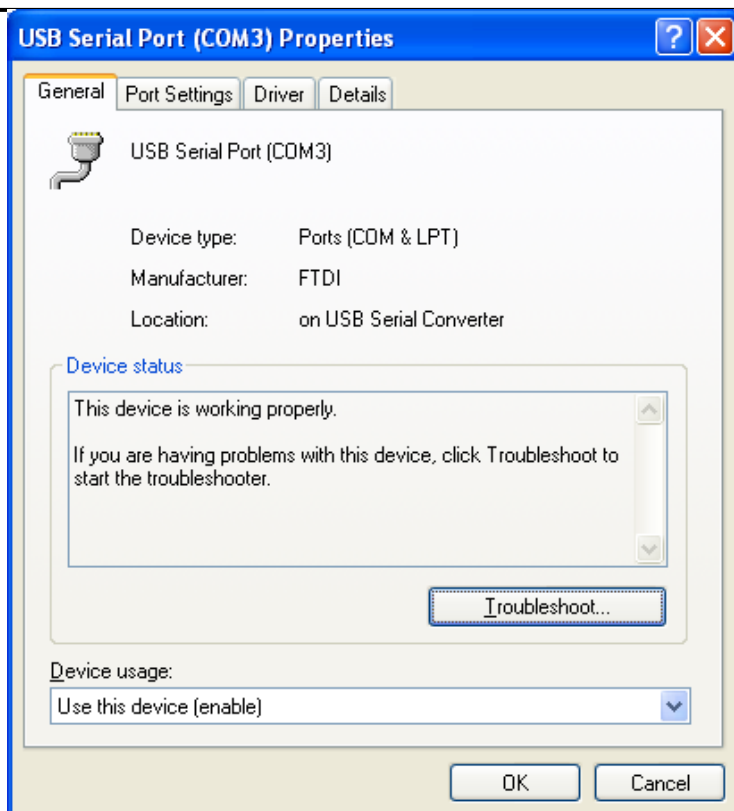 USB Serial Port (COM3) Properties
General Port Settings Driver Details
USB Serial Port (COM3)
Device type: Ports (COM & LPT)
Manufacturer: FTDI
Location: on USB Serial Converter
Device status
This device is working properly.
If you are having problems with this device, click Troubleshoot to
start the troubleshooter.
Troubleshoot...
Device usage:
Use this device (enable)
OK Cancel